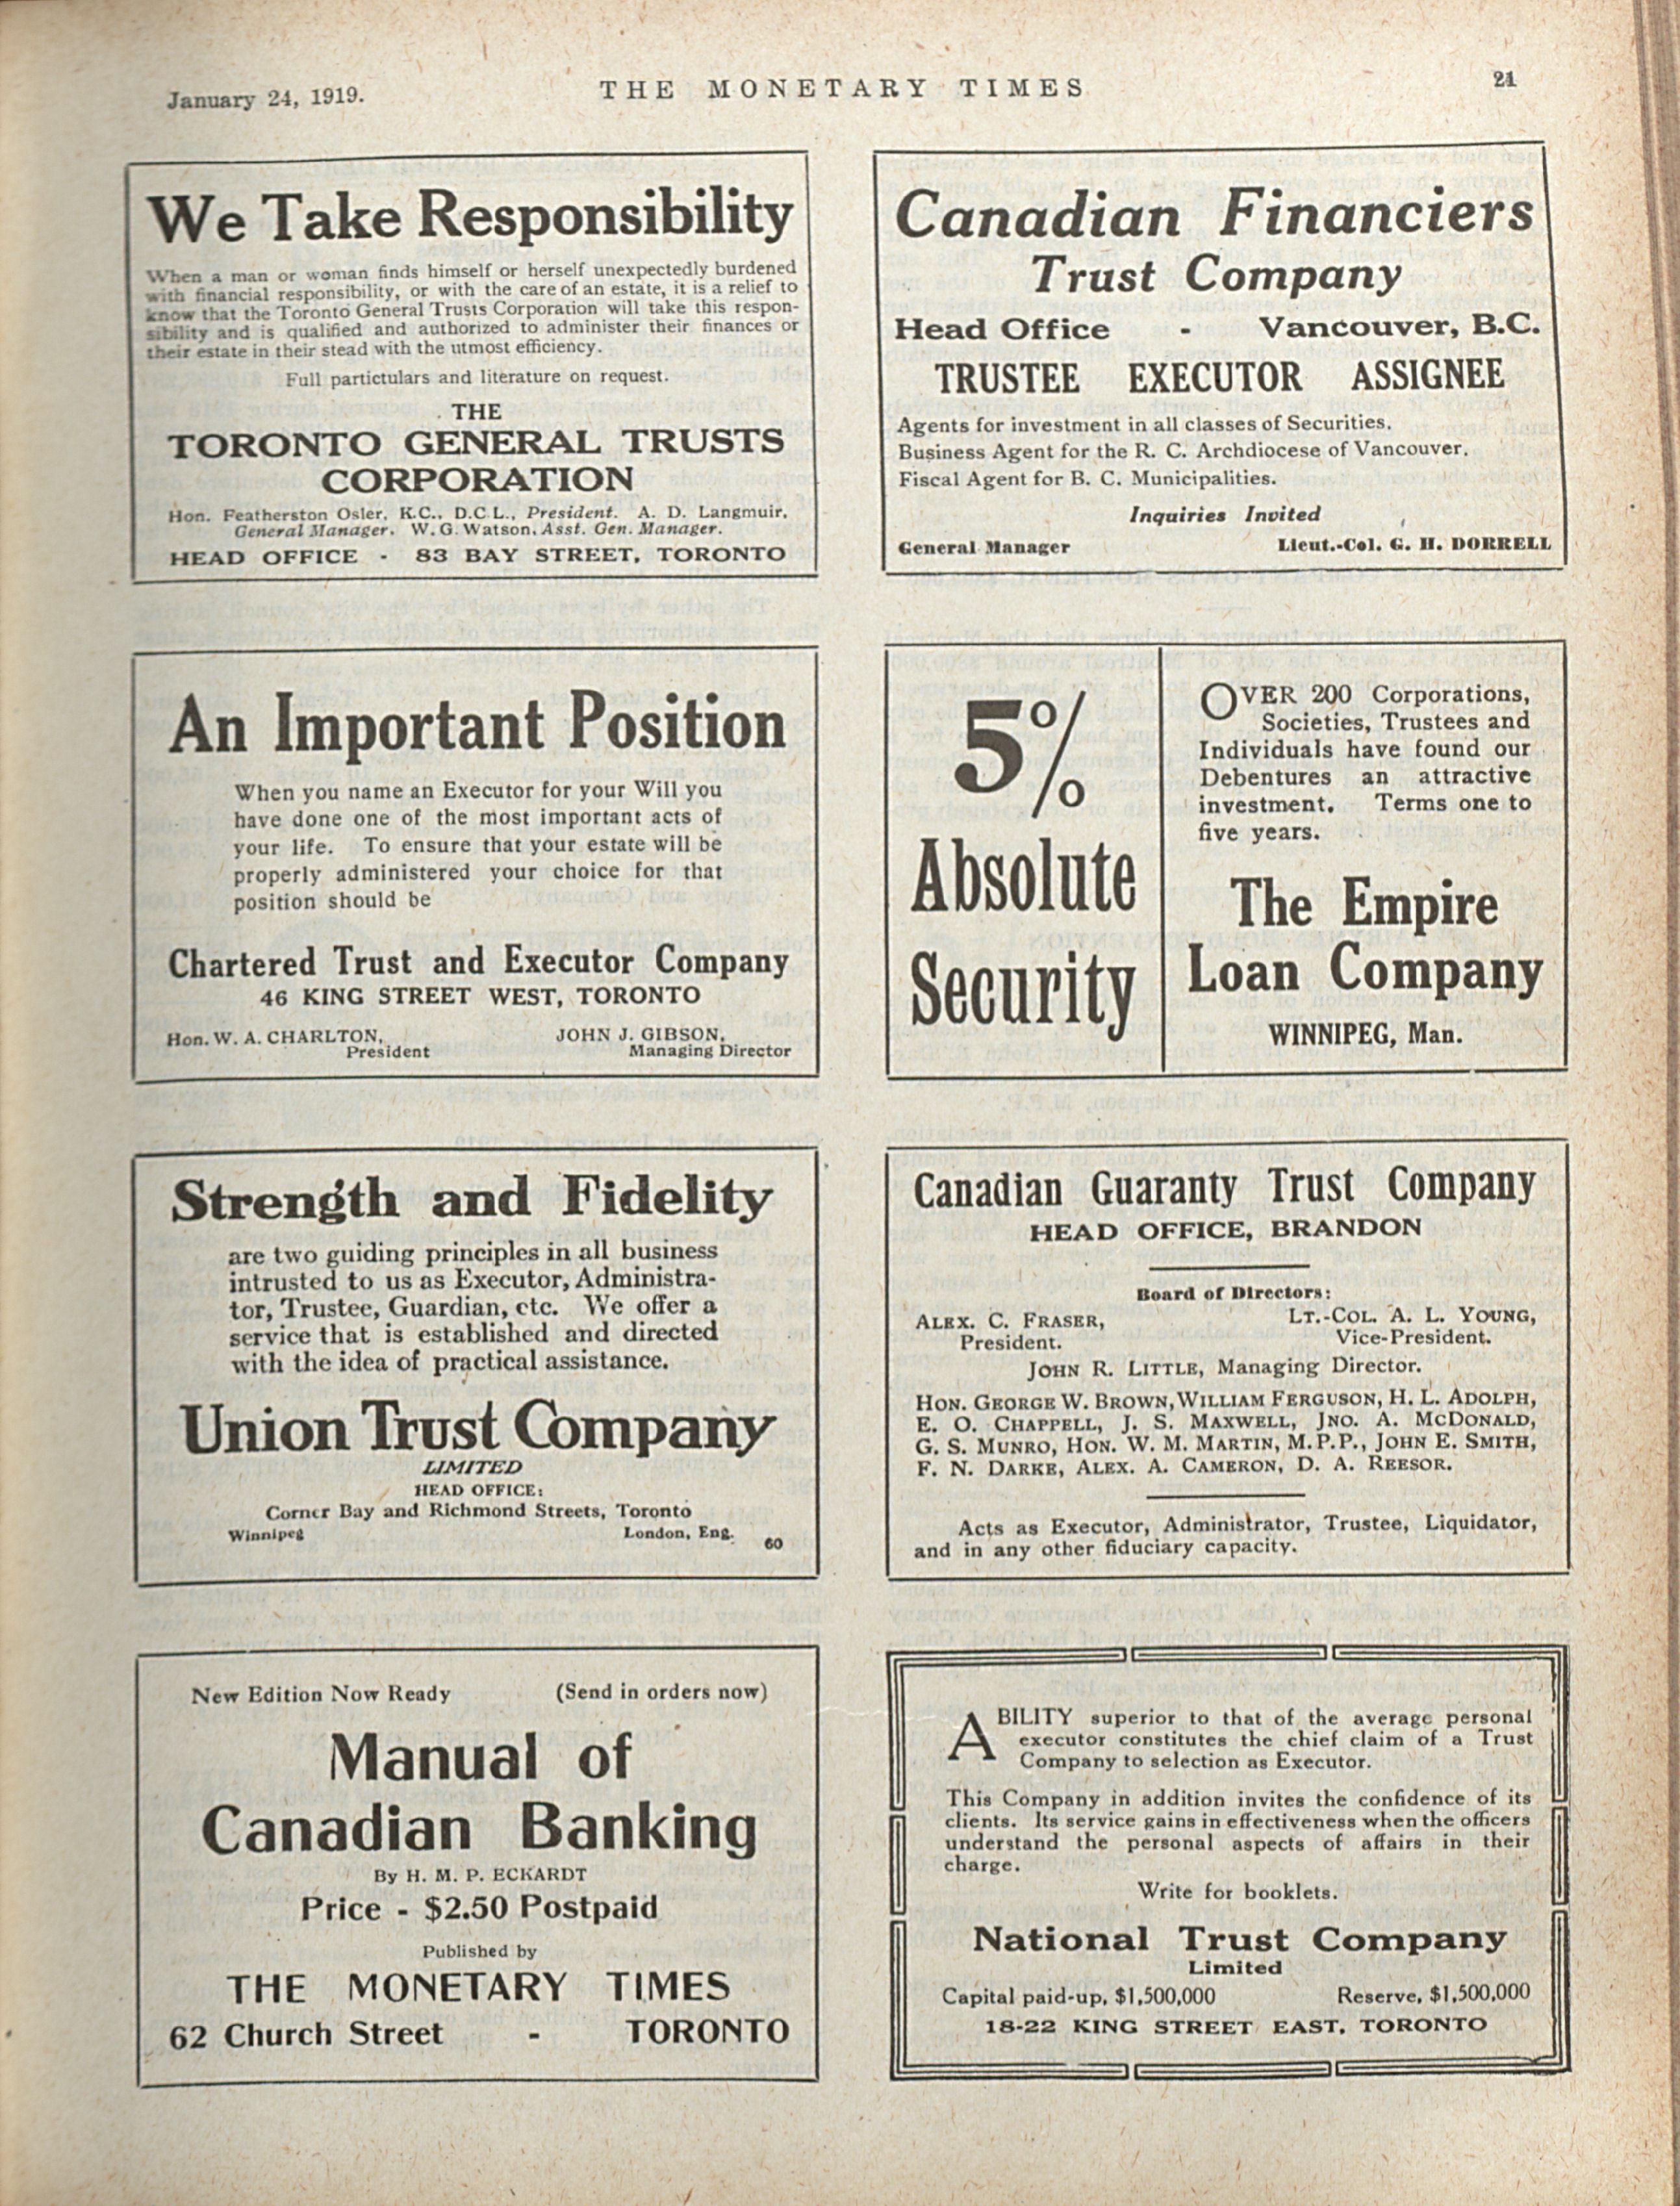 January 24, 1919.
THE MONETARY TIMES
21
We Take Responsibility
When a man or woman finds himself or herself unexpectedly burdened
with financial responsibility, or with the care of an estate, it is a relief to
know that the Toronto General Trusts Corporation will take this respon-
sibility and is qualified and authorized to administer their finances or
their estate in their stead with the utmost efficiency.
Full partictulars and literature on request.
THE
TORONTO GENERAL TRUSTS
CORPORATION
Hon. Featherston Osler, K.C., D.C.L., President. A. D. Langmuir,
General Manager. W. G. Watson, Asst. Gen. Manager.
HEAD OFFICE - 83 BAY STREET, TORONTO
Canadian Financiers
Trust Company
Head Office - Vancouver, B.C.
TRUSTEE EXECUTOR ASSIGNEE
Agents for investment in all classes of Securities.
Business Agent for the R. C. Archdiocese of Vancouver.
Fiscal Agent for B. C. Municipalities.
Inquiries Invited
General Manager Lieut.-Col. G. H. DORRELL
An Important Position
When you name an Executor for your Will you
have done one of the most important acts of
your life. To ensure that your estate will be
properly administered your choice for that
position should be
Chartered Trust and Executor Company
46 KING STREET WEST, TORONTO
Hon. W. A. CHARLTON, JOHN J. GIBSON,
President Managing Director
5%
Absolute
Security
OVER 200 Corporations,
Societies, Trustees and
Individuals have found our
Debentures an attractive
investment. Terms one to
five years.
The Empire
Loan Company
WINNIPEG, Man.
Strength and Fidelity
are two guiding principles in all business
intrusted to us as Executor, Administra-
tor, Trustee, Guardian, etc. We offer a
service that is established and directed
with the idea of practical assistance.
Union Trust Company
LIMITED
HEAD OFFICE:
Corner Bay and Richmond Streets, Toronto
Winnipeg London, Eng. 60
Canadian Guaranty Trust Company
HEAD OFFICE, BRANDON
Board of Directors:
ALEX. C. FRASER, LT.-COL. A. L. YOUNG,
President. Vice-President.
JOHN R. LITTLE, Managing Director.
HON. GEORGE W. BROWN, WILLIAM FERGUSON, H. L. ADOLPH,
E. O. CHAPPELL, J. S. MAXWELL, JNO. A. MCDONALD,
G. S. MUNRO, HON. W. M. MARTIN, M.P.P., JOHN E. SMITH,
F. N. DARKE, ALEX. A. CAMERON, D. A. REESOR.
Acts as Executor, Administrator, Trustee, Liquidator,
and in any other fiduciary capacity.
New Edition Now Ready (Send in orders now)
Manual of
Canadian Banking
By H. M. P. ECKARDT
Price - $2.50 Postpaid
Published by
THE MONETARY TIMES
62 Church Street - TORONTO
ABILITY superior to that of the average personal
executor constitutes the chief claim of a Trust
Company to selection as Executor.
This Company in addition invites the confidence of its
clients. Its service gains in effectiveness when the officers
understand the personal aspects of affairs in their
charge.
Write for booklets.
National Trust Company
Limited
Capital paid-up, $1,500,000 Reserve, $1,500,000
18-22 KING STREET EAST, TORONTO